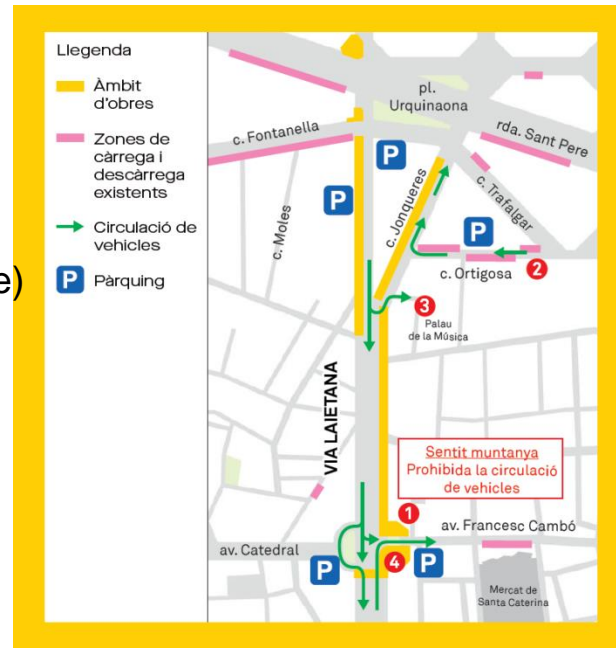 Llegenda
Àmbit
d'obres
Zones de
càrrega i
descàrrega
existents
Circulació de
vehicles
P Pàrquing
e)
pl.
Urquinaona
c. Fontanella
rda. Sant Pere
P
P
c. Jonqueres
c. Trafalgar
c. Moles
P
c. Ortigosa
2
3
Palau
de la Música
VIA LAIETANA
Sentit muntanya
Prohibida la circulació
de vehicles
1
av. Francesc Cambó
av. Catedral
P
4
P
Mercat de
Santa Caterina